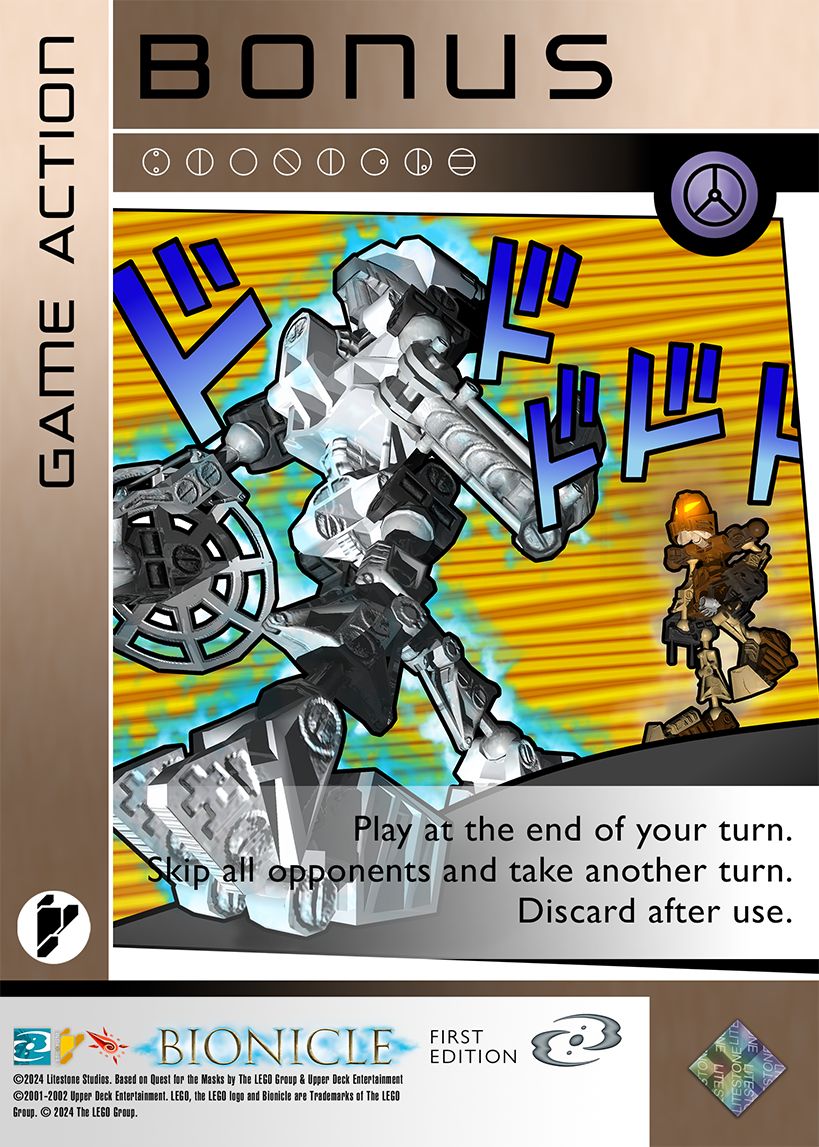 GAME ACTION
BONUS
ド
ド
ド
ド
ド
Play at the end of your turn.
Skip all opponents and take another turn.
Discard after use.
BIONICLE
FIRST
EDITION
©2024 Litestone Studios. Based on Quest for the Masks by The LEGO Group & Upper Deck Entertainment
©2001-2002 Upper Deck Entertainment. LEGO, the LEGO logo and Bionicle are Trademarks of The LEGO
Group. © 2024 The LEGO Group.
LITESTONE